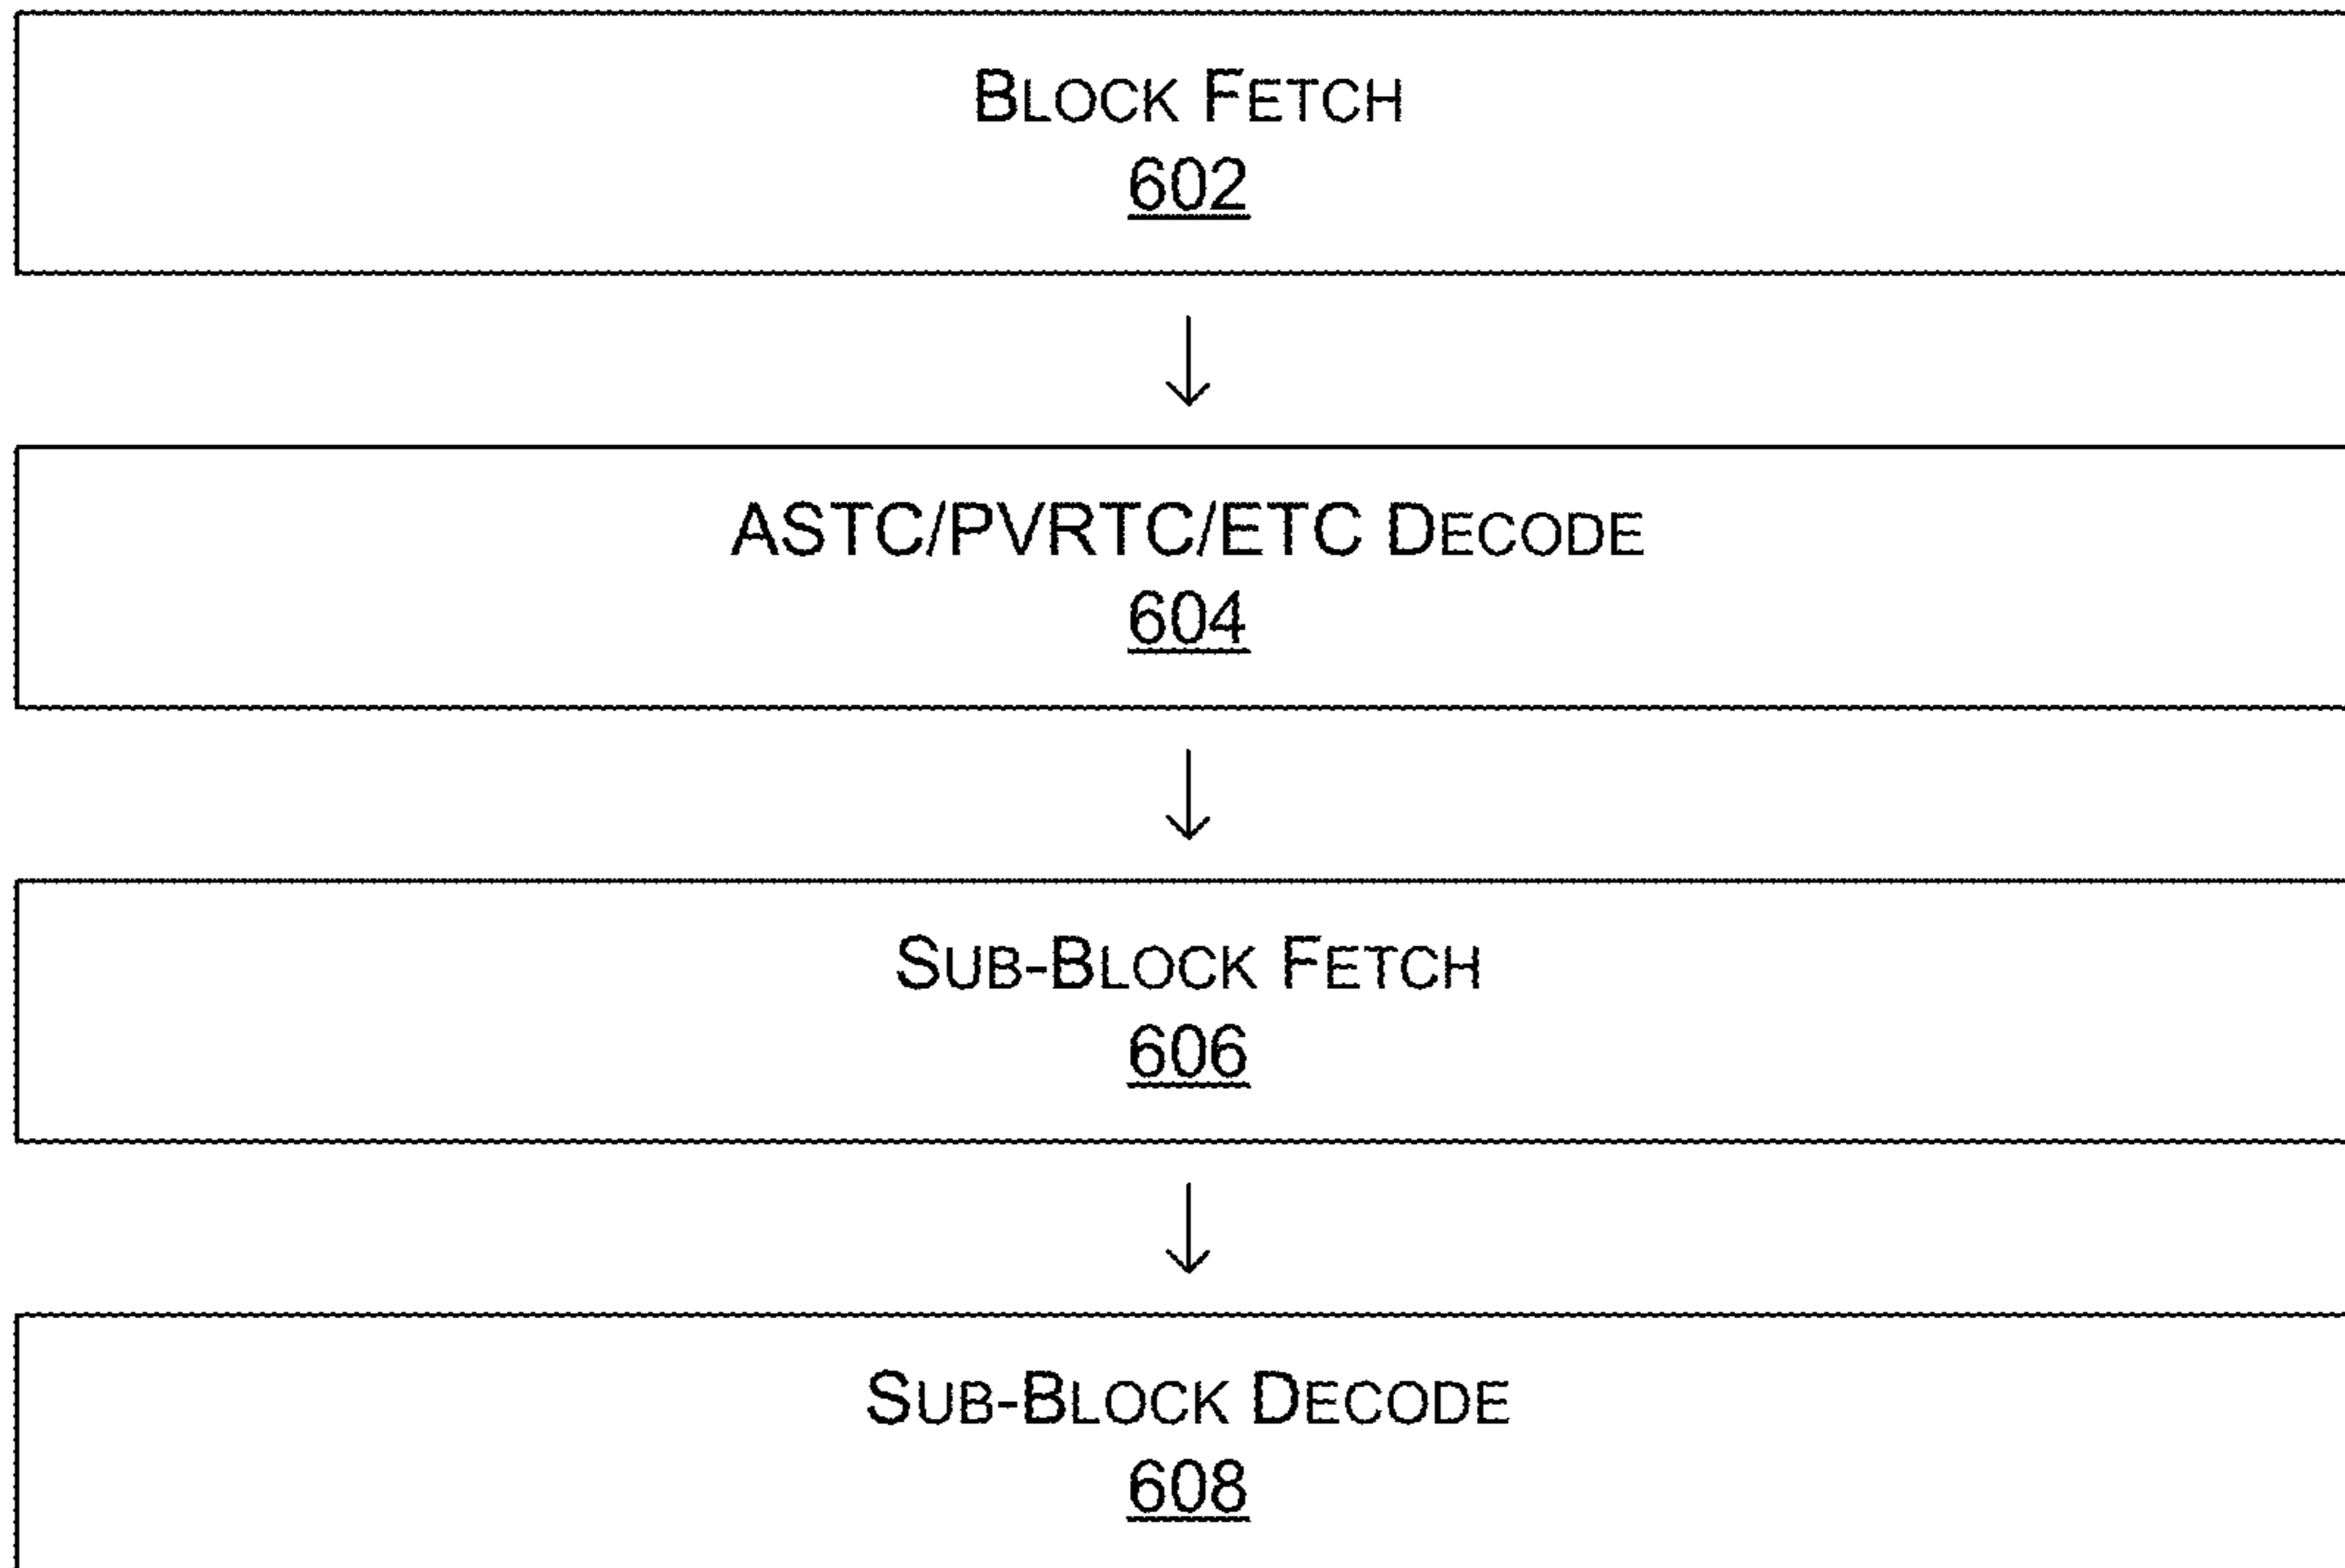 BLOCK FETCH
602
ASTC/PVRTC/ETC DECODE
604
SUB-BLOCK FETCH
606
SUB-BLOCK DECODE
608